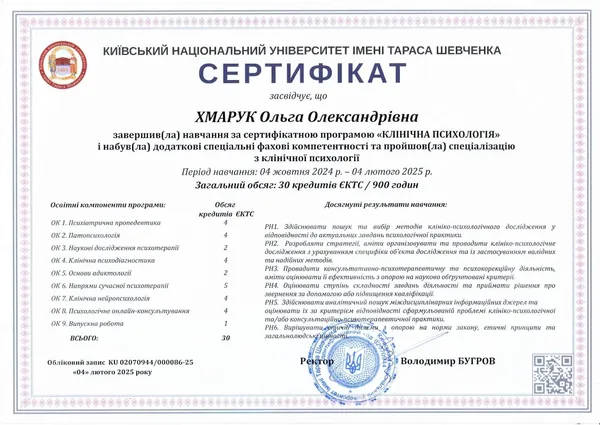 КИЇВСЬКИЙ НАЦІОНАЛЬНИЙ УНІВЕРСИТЕТ ІМЕНІ ТАРАСА ШЕВЧЕНКА
СЕРТИФІКАТ
засвідчує, що
ХМАРУК Ольга Олександрівна
завершив(ла) навчання за сертифікатною програмою «КЛІНІЧНА ПСИХОЛОГІЯ»
і набув(ла) додаткові спеціальні фахові компетентності та пройшов(ла) спеціалізацію
з клінічної психології
Період навчання: 04 жовтня 2024 р. – 04 лютого 2025 р.
Загальний обсяг: 30 кредитів ЄКТС / 900 годин
Освітні компоненти програми:
Обсяг
кредитів ЄКТС
ОК 1. Психіатрична пропедевтика 4
ОК 2. Патопсихологія 4
ОК 3. Наукові дослідження психотерапії 2
ОК 4. Клінічна психодіагностика 4
ОК 5. Основи адиктології 2
ОК 6. Напрями сучасної психотерапії 5
ОК 7. Клінічна нейропсихологія 4
ОК 8. Психологічне онлайн-консультування 4
ОК 9. Випускна робота 1
ВСЬОГО: 30
Досягнуті результати навчання:
РН1. Здійснювати пошук та вибір методів клініко-психологічного дослідження у
відповідності до актуальних завдань психологічної практики.
РН2. Розробляти стратегії, вміти організовувати та проводити клініко-психологічне
дослідження з урахуванням специфіки об'єкта дослідження та із застосуванням валідних
та надійних методів.
РН3. Провадити консультативно-психотерапевтичну та психокорекційну діяльність,
вміти оцінювати її ефективність з опорою на науково обґрунтовані критерії.
РН4. Оцінювати ступінь складності завдань діяльності та приймати рішення про
звернення за допомогою або підвищення кваліфікації.
РН5. Здійснювати аналітичний пошук міждисциплінарних інформаційних джерел та
оцінювати їх за критерієм відповідності сформульованій проблемі клініко-психологічної
та/або консультаційно-психотерапевтичної практики.
РН6. Вирішувати етичні дилеми з опорою на норми закону, етичні принципи та
загальнолюдські цінності.
Обліковий запис KU 02070944/000086-25
«04» лютого 2025 року
Ректор Володимир БУГРОВ